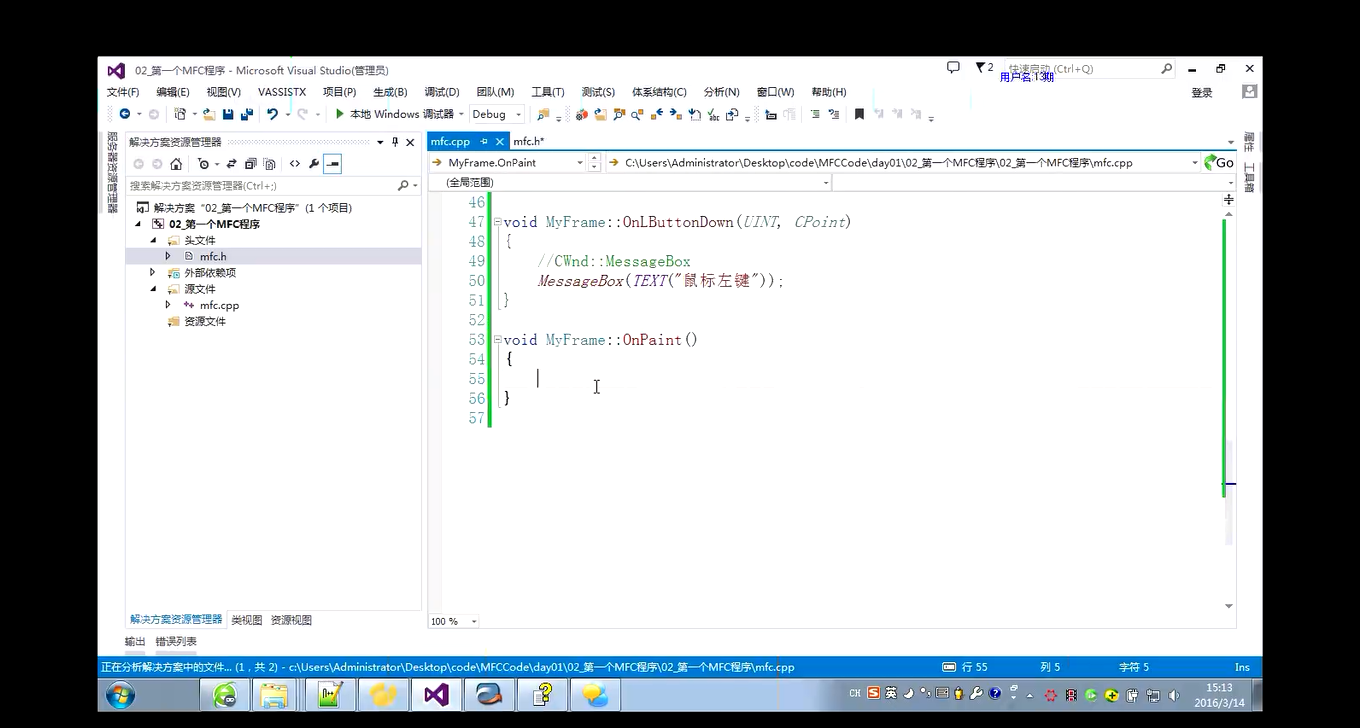 02_第一个MFC程序 - Microsoft Visual Studio(管理员)
2
快速启动 (Ctrl+Q)
用户名:13期
文件(F) 编辑(E) 视图(V) VASSISTX 项目(P) 生成(B) 调试(D) 团队(M) 工具(T) 测试(S) 体系结构(C) 分析(N) 窗口(W) 帮助(H) 登录
本地 Windows 调试器 Debug
服务器资源管理器
解决方案资源管理器
搜索解决方案资源管理器(Ctrl+;)
解决方案 "02_第一个MFC程序" (1 个项目)
02_第一个MFC程序
头文件
mfc.h
外部依赖项
源文件
mfc.cpp
资源文件
解决方案资源管理器 类视图 资源视图
mfc.cpp mfc.h*
MyFrame.OnPaint C:\Users\Administrator\Desktop\code\MFCCode\day01\02_第一个MFC程序\02_第一个MFC程序\mfc.cpp Go
(全局范围)
46
47 void MyFrame::OnLButtonDown(UINT, CPoint)
48 {
49 //CWnd::MessageBox
50 MessageBox(TEXT("鼠标左键"));
51 }
52
53 void MyFrame::OnPaint()
54 {
55
56 }
57
100 %
属性
工具箱
输出 错误列表
正在分析解决方案中的文件... (1，共 2) - c:\Users\Administrator\Desktop\code\MFCCode\day01\02_第一个MFC程序\02_第一个MFC程序\mfc.cpp 行 55 列 5 字符 5 Ins
CH 英 15:13
2016/3/14